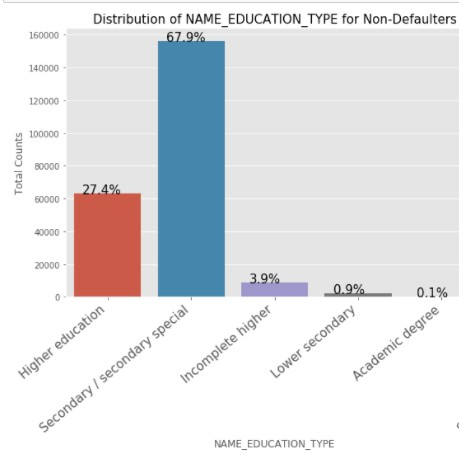 Distribution of NAME_EDUCATION_TYPE for Non-Defaulters
160000
140000
120000
100000
80000
60000
40000
20000
0
Total Counts
27.4%
67.9%
3.9%
0.9%
0.1%
Higher education
Secondary / secondary special
Incomplete higher
Lower secondary
Academic degree
NAME_EDUCATION_TYPE